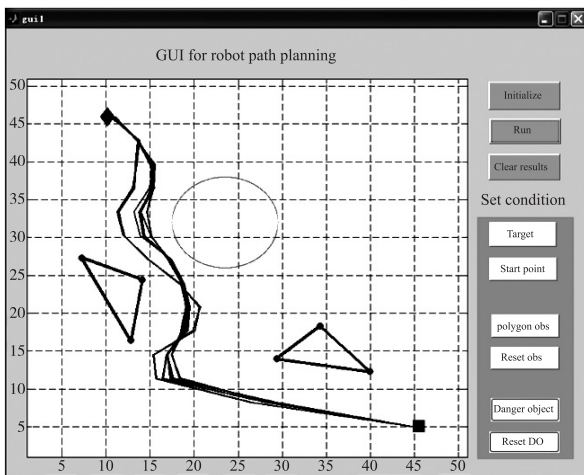 gui1
GUI for robot path planning
50
45
40
35
30
25
20
15
10
5
5 10 15 20 25 30 35 40 45 50
Initialize
Run
Clear results
Set condition
Target
Start point
polygon obs
Reset obs
Danger object
Reset DO